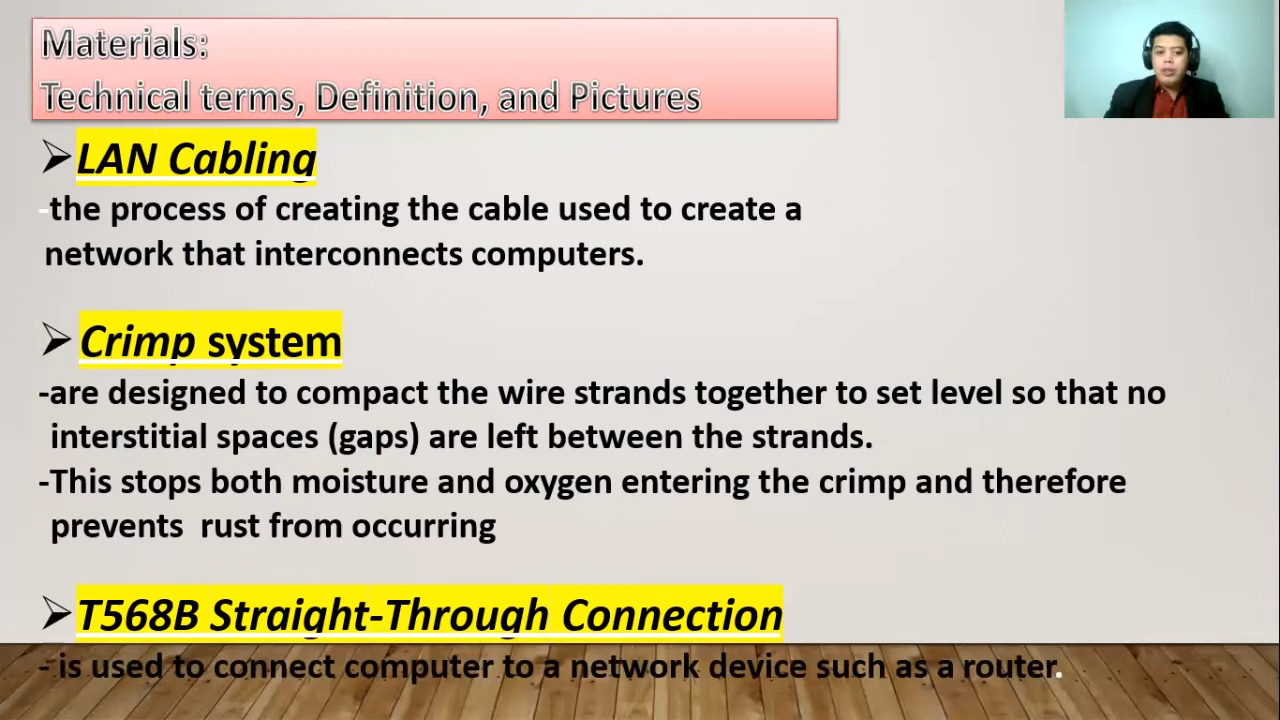 Materials:
Technical terms, Definition, and Pictures
➢LAN Cabling
-the process of creating the cable used to create a
network that interconnects computers.
➢Crimp system
-are designed to compact the wire strands together to set level so that no
interstitial spaces (gaps) are left between the strands.
-This stops both moisture and oxygen entering the crimp and therefore
prevents  rust from occurring
➢T568B Straight-Through Connection
- is used to connect computer to a network device such as a router.